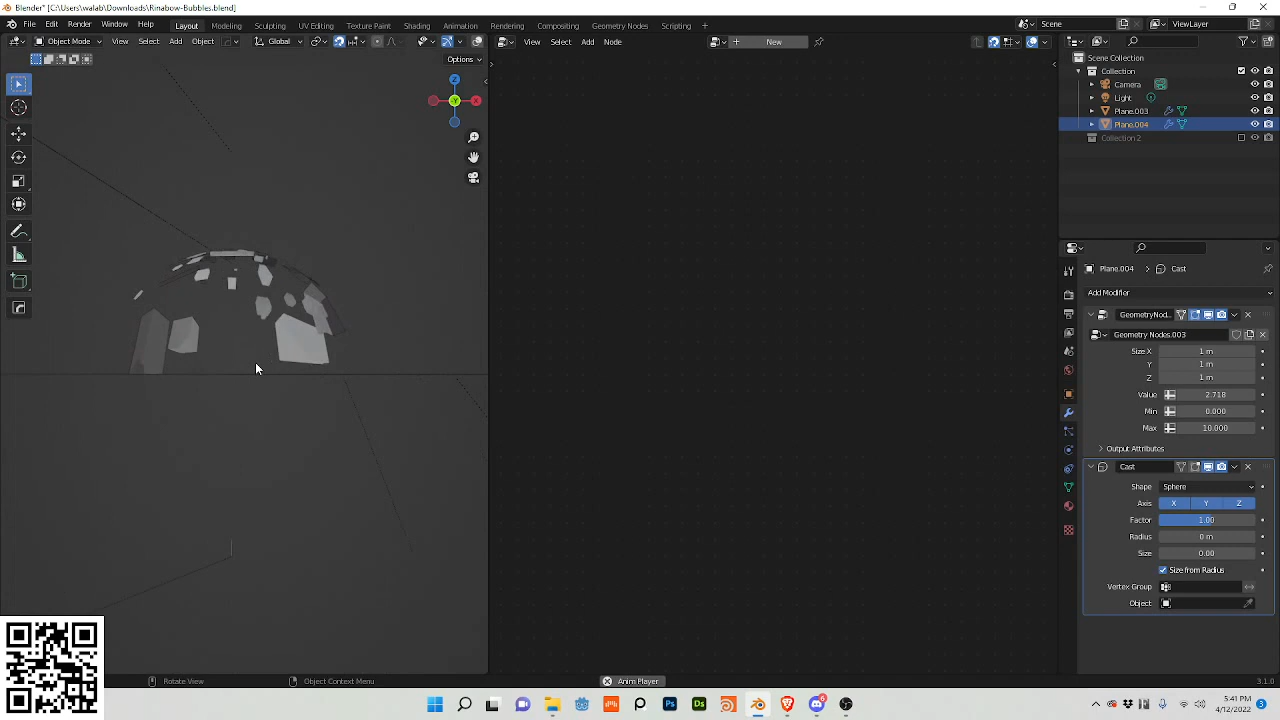 Blender* [C:\Users\walab\Downloads\Rinabow-Bubbles.blend]
File Edit Render Window Help Layout Modeling Sculpting UV Editing Texture Paint Shading Animation Rendering Compositing Geometry Nodes Scripting + Scene ViewLayer
Object Mode View Select Add Object Global View Select Add Node New
Options
Z
Y X
Scene Collection
Collection
Camera
Light
Plane.003
Plane.004
Collection 2
Plane.004 > Cast
Add Modifier
GeometryNod..
Geometry Nodes.003
Size X 1 m
Y 1 m
Z 1 m
Value 2.718
Min 0.000
Max 10.000
Output Attributes
Cast
Shape Sphere
Axis X Y Z
Factor 1.00
Radius 0 m
Size 0.00
Size from Radius
Vertex Group
Object
Rotate View Object Context Menu Anim Player 3.1.0
Ps Ds 6
5:41 PM
4/12/2022 3